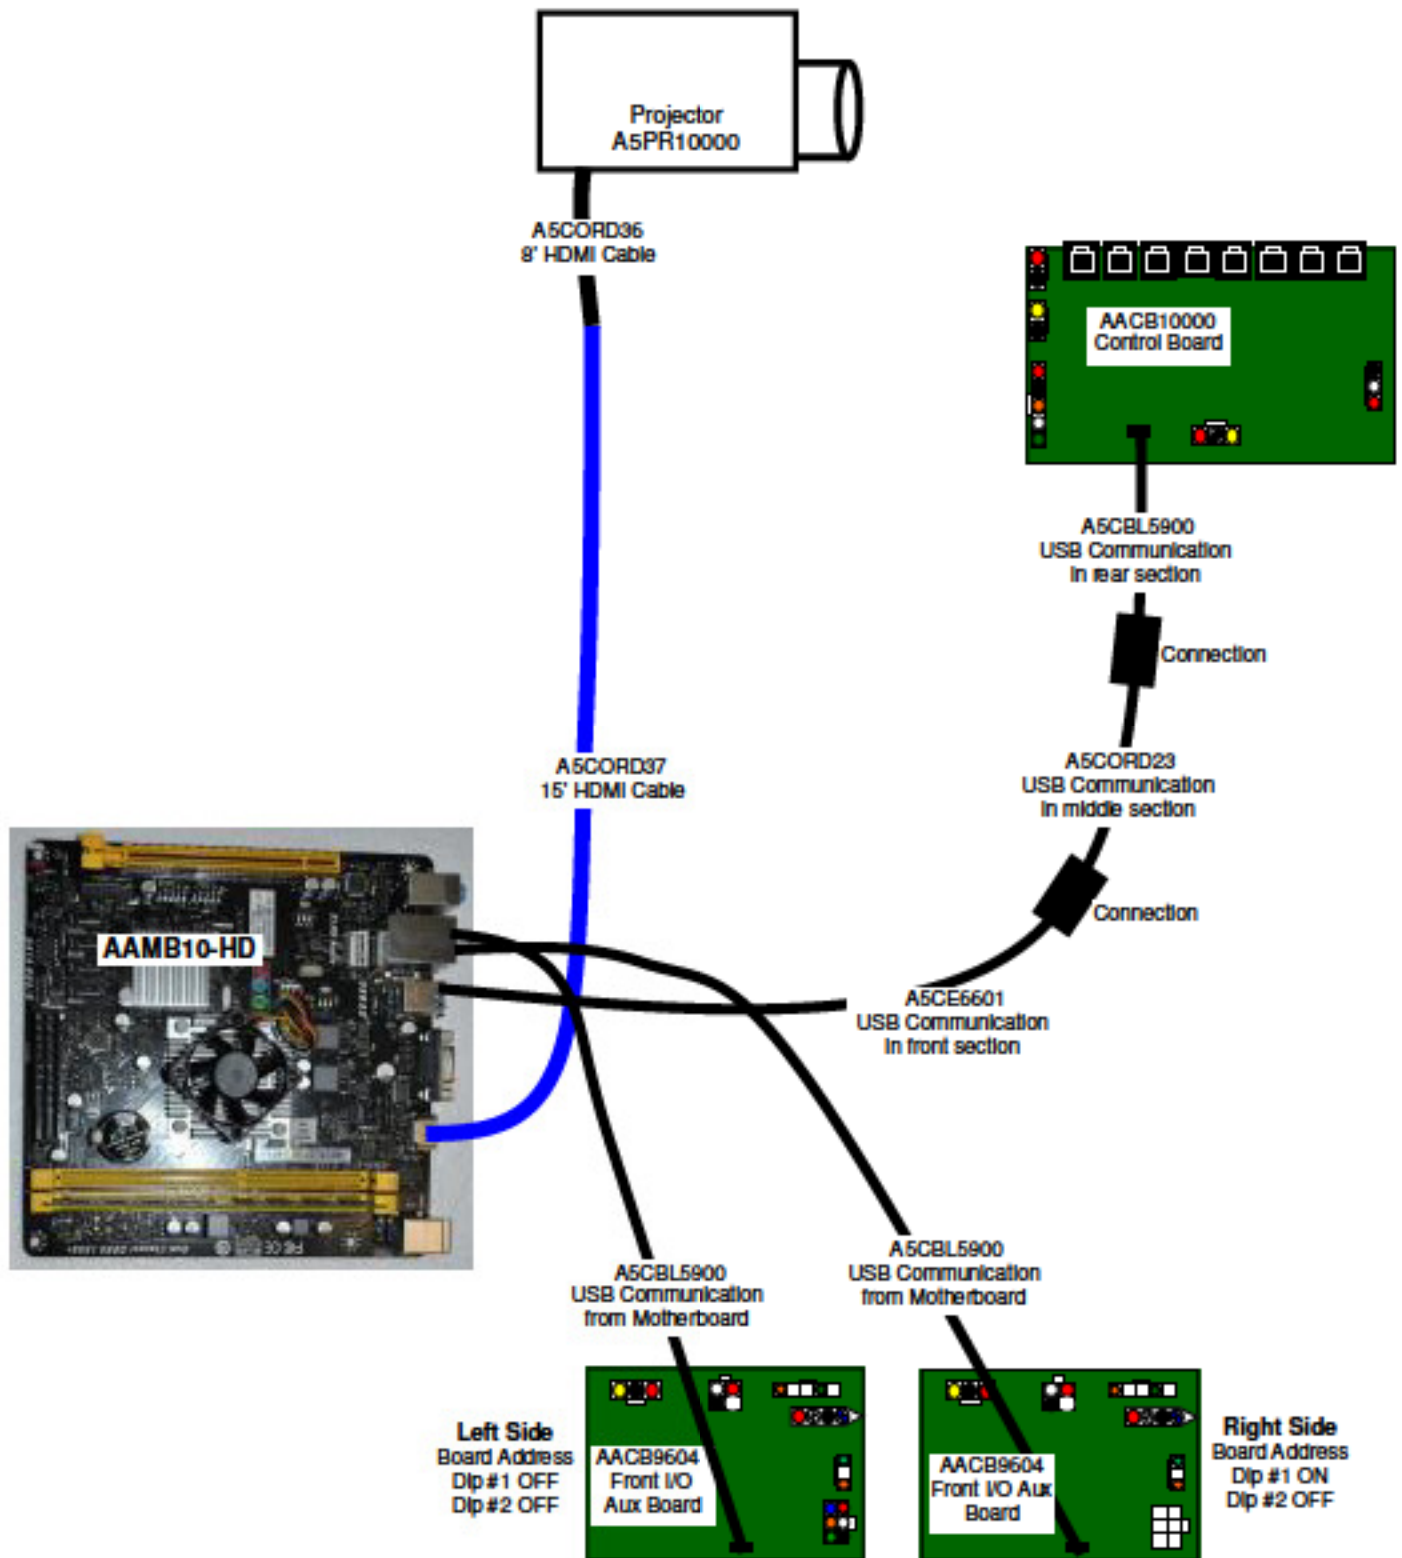 Projector
A5PR10000
A5CORD36
8' HDMI Cable
AACB10000
Control Board
A5CBL5900
USB Communication
in rear section
Connection
A5CORD23
USB Communication
in middle section
A5CORD37
15' HDMI Cable
Connection
AAMB10-HD
A5CE6601
USB Communication
in front section
A5CBL5900
USB Communication
from Motherboard
A5CBL5900
USB Communication
from Motherboard
Left Side
Board Address
Dip #1 OFF
Dip #2 OFF
AACB9604
Front I/O
Aux Board
AACB9604
Front I/O Aux
Board
Right Side
Board Address
Dip #1 ON
Dip #2 OFF